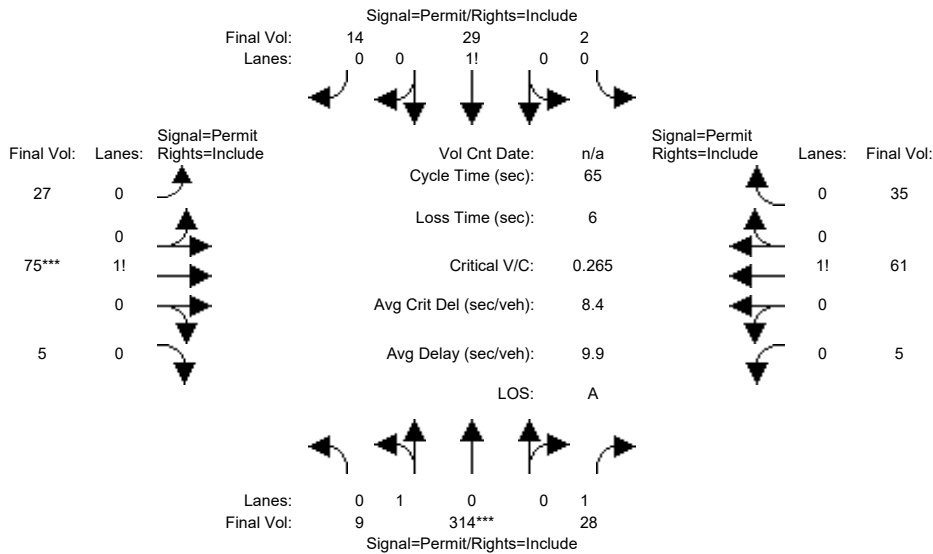 Signal=Permit/Rights=Include
Final Vol: 14 29 2
Lanes: 0 0 1! 0 0
Signal=Permit Signal=Permit
Final Vol: Lanes: Rights=Include Vol Cnt Date: n/a Rights=Include Lanes: Final Vol:
Cycle Time (sec): 65
27 0 0 35
Loss Time (sec): 6
0 0
75*** 1! Critical V/C: 0.265 1! 61
0 Avg Crit Del (sec/veh): 8.4 0
5 0 Avg Delay (sec/veh): 9.9 0 5
LOS: A
Lanes: 0 1 0 0 1
Final Vol: 9 314*** 28
Signal=Permit/Rights=Include